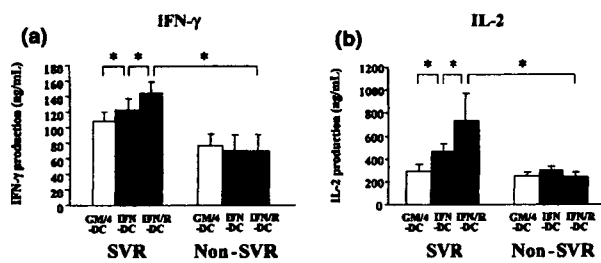 IFN-γ
(a)
* * *
IFN-γ production (ng/mL)
180
160
140
120
100
80
60
40
20
0
GM/4 -DC
IFN -DC
IFN/R -DC
GM/4 -DC
IFN -DC
IFN/R -DC
SVR
Non-SVR
IL-2
(b)
* * *
IL-2 production (ng/mL)
1200
1000
800
600
400
200
0
GM/4 -DC
IFN -DC
IFN/R -DC
GM/4 -DC
IFN -DC
IFN/R -DC
SVR
Non-SVR